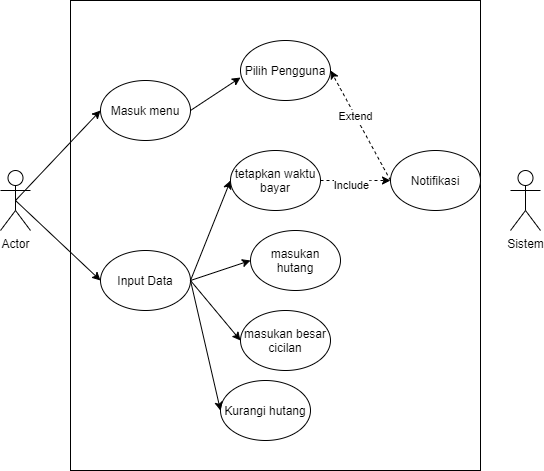 Pilih Pengguna
Masuk menu
Extend
tetapkan waktu
bayar
Include
Notifikasi
Actor
Sistem
masukan
hutang
Input Data
masukan besar
cicilan
Kurangi hutang